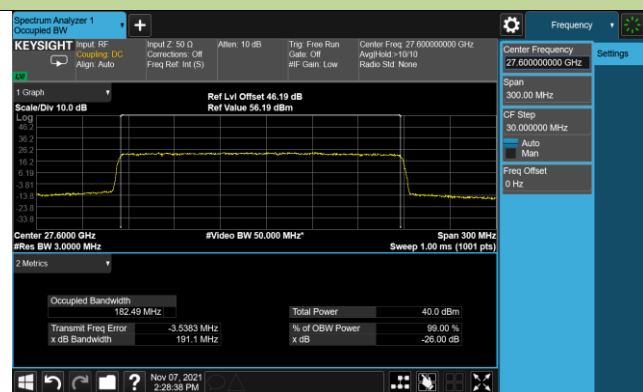 Spectrum Analyzer 1
Occupied BW
Frequency
KEYSIGHT
Input: RF
Coupling: DC
Align: Auto
Input Z: 50 Ω
Corrections: Off
Freq Ref: Int (S)
Atten: 10 dB
Trig: Free Run
Gate: Off
#IF Gain: Low
Center Freq: 27.600000000 GHz
Avg|Hold:>10/10
Radio Std: None
Center Frequency
27.600000000 GHz
Settings
Span
300.00 MHz
CF Step
30.000000 MHz
Auto
Man
Freq Offset
0 Hz
1 Graph
Scale/Div 10.0 dB
Ref Lvl Offset 46.19 dB
Ref Value 56.19 dBm
Log
46.2
36.2
26.2
16.2
6.19
-3.81
-13.8
-23.8
-33.8
Center 27.6000 GHz
#Res BW 3.0000 MHz
#Video BW 50.000 MHz*
Span 300 MHz
Sweep 1.00 ms (1001 pts)
2 Metrics
Occupied Bandwidth
182.49 MHz
Total Power 40.0 dBm
Transmit Freq Error -3.5383 MHz
% of OBW Power 99.00 %
x dB Bandwidth 191.1 MHz
x dB -26.00 dB
Nov 07, 2021
2:28:38 PM